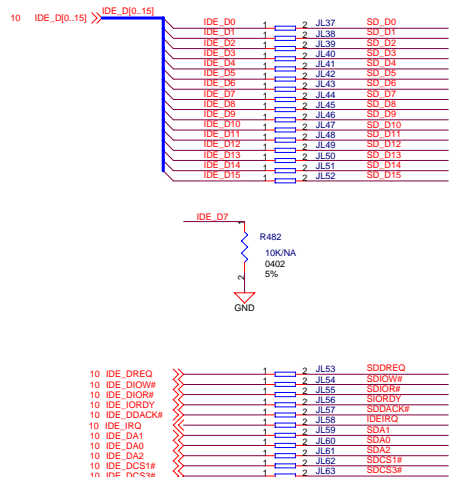 10 IDE_D[0..15] IDE_D[0..15]
IDE_D0 1 2 JL37 SD_D0
IDE_D1 1 2 JL38 SD_D1
IDE_D2 1 2 JL39 SD_D2
IDE_D3 1 2 JL40 SD_D3
IDE_D4 1 2 JL41 SD_D4
IDE_D5 1 2 JL42 SD_D5
IDE_D6 1 2 JL43 SD_D6
IDE_D7 1 2 JL44 SD_D7
IDE_D8 1 2 JL45 SD_D8
IDE_D9 1 2 JL46 SD_D9
IDE_D10 1 2 JL47 SD_D10
IDE_D11 1 2 JL48 SD_D11
IDE_D12 1 2 JL49 SD_D12
IDE_D13 1 2 JL50 SD_D13
IDE_D14 1 2 JL51 SD_D14
IDE_D15 1 2 JL52 SD_D15
IDE_D7
1
R482
10K/NA
0402
5%
2
GND
10 IDE_DREQ 1 2 JL53 SDDREQ
10 IDE_DIOW# 1 2 JL54 SDIOW#
10 IDE_DIOR# 1 2 JL55 SDIOR#
10 IDE_IORDY 1 2 JL56 SIORDY
10 IDE_DDACK# 1 2 JL57 SDDACK#
10 IDE_IRQ 1 2 JL58 IDEIRQ
10 IDE_DA1 1 2 JL59 SDA1
10 IDE_DA0 1 2 JL60 SDA0
10 IDE_DA2 1 2 JL61 SDA2
10 IDE_DCS1# 1 2 JL62 SDCS1#
10 IDE_DCS3# 1 2 JL63 SDCS3#